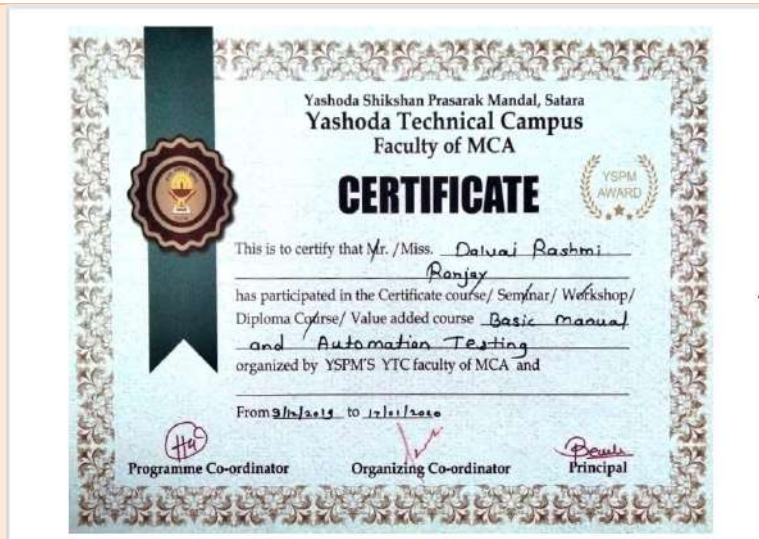 Yashoda Shikshan Prasarak Mandal, Satara
Yashoda Technical Campus
Faculty of MCA
CERTIFICATE
YSPM
AWARD
This is to certify that Mr. /Miss. Dalvai Rashmi
Ranjay
has participated in the Certificate course/ Seminar/ Workshop/
Diploma Course/ Value added course Basic manual
and Automation Testing
organized by YSPM'S YTC faculty of MCA and
From 9/12/2019 to 17/01/2020
Programme Co-ordinator
Organizing Co-ordinator
Principal